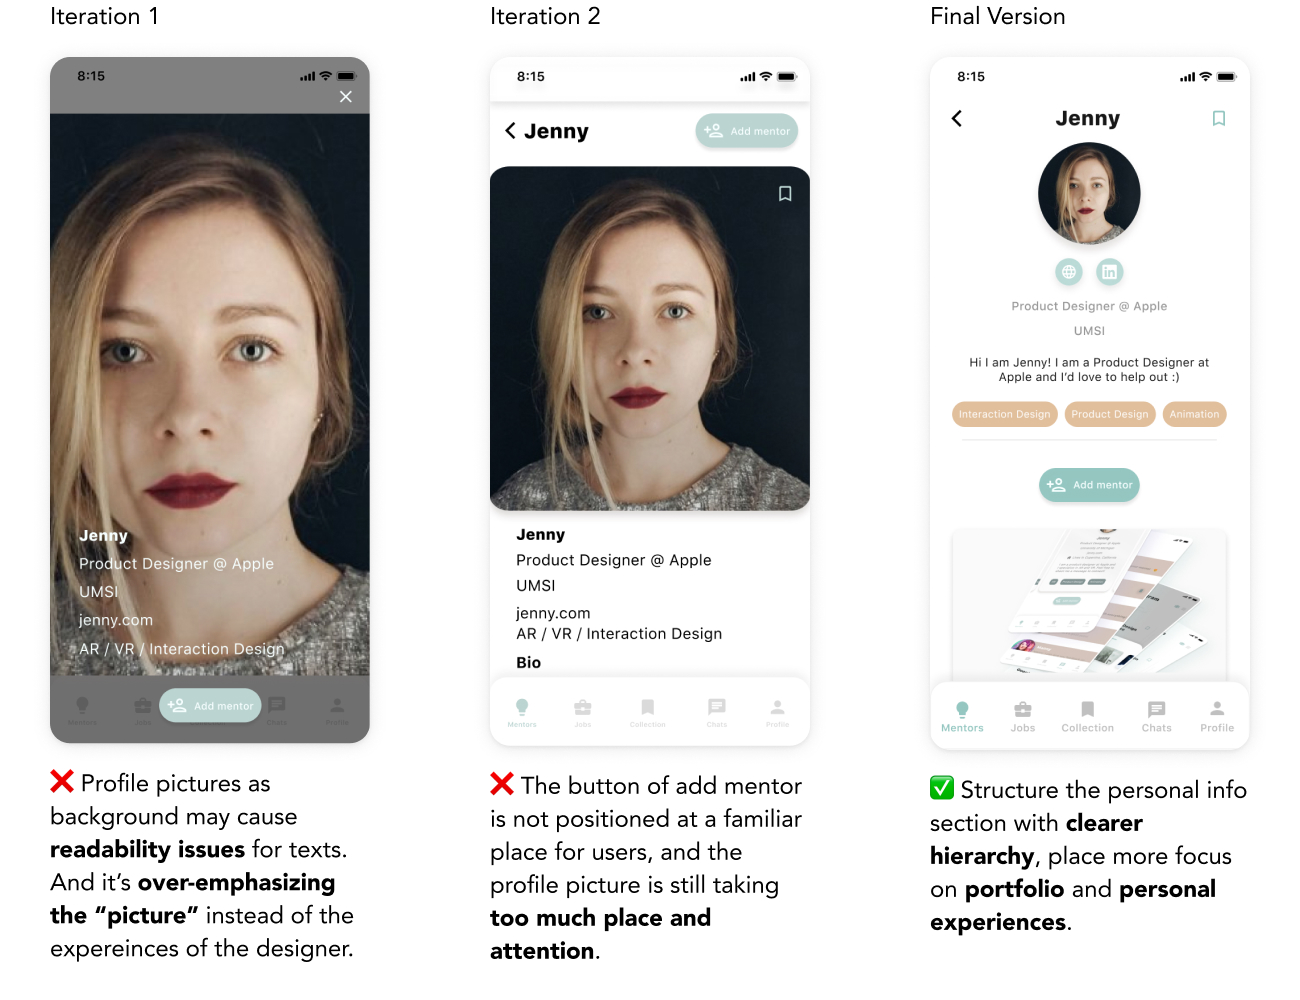 Iteration 1
8:15
Jenny
Product Designer @ Apple
UMSI
jenny.com
AR / VR / Interaction Design
Mentors
Jobs
Add mentor
Chats
Profile
❌ Profile pictures as
background may cause
readability issues for texts.
And it’s over-emphasizing
the “picture” instead of the
expereinces of the designer.
Iteration 2
8:15
Jenny
Add mentor
Jenny
Product Designer @ Apple
UMSI
jenny.com
AR / VR / Interaction Design
Bio
Mentors
Jobs
Collection
Chats
Profile
❌ The button of add mentor
is not positioned at a familiar
place for users, and the
profile picture is still taking
too much place and
attention.
Final Version
8:15
Jenny
in
Product Designer @ Apple
UMSI
Hi I am Jenny! I am a Product Designer at
Apple and I’d love to help out :)
Interaction Design
Product Design
Animation
Add mentor
Jenny
Mentors
Jobs
Collection
Chats
Profile
✅ Structure the personal info
section with clearer
hierarchy, place more focus
on portfolio and personal
experiences.